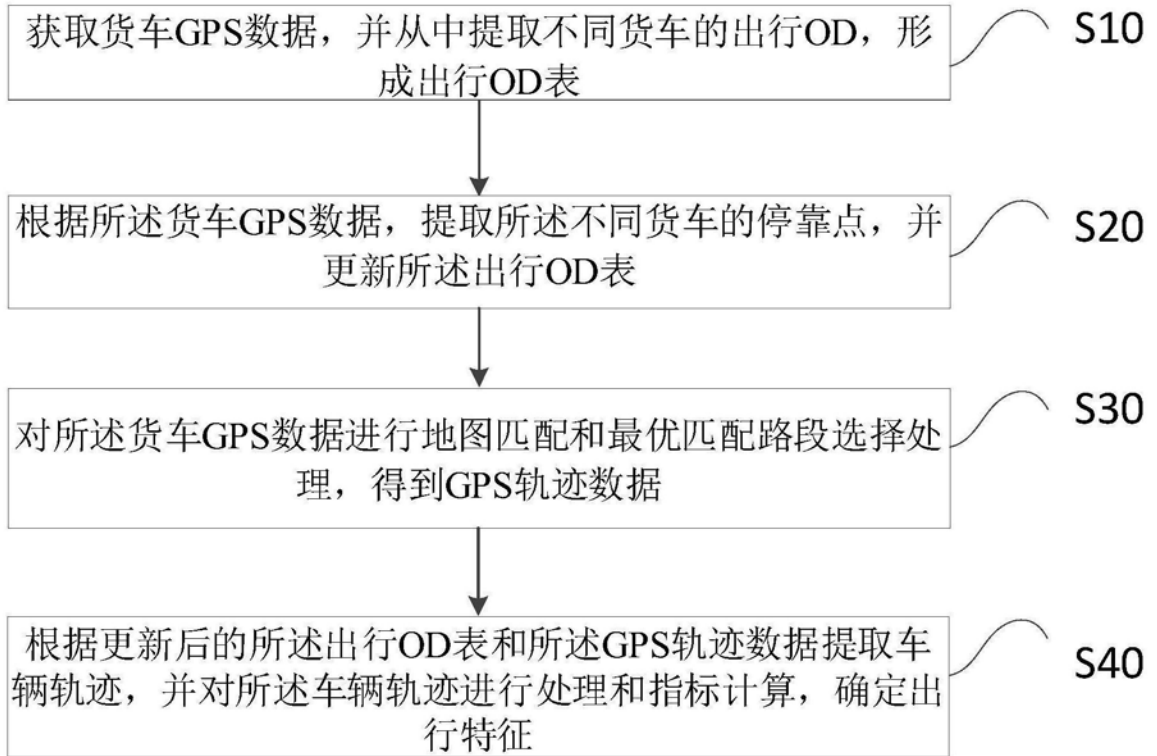 获取货车GPS数据，并从中提取不同货车的出行OD，形
成出行OD表
S10
根据所述货车GPS数据，提取所述不同货车的停靠点，并
更新所述出行OD表
S20
对所述货车GPS数据进行地图匹配和最优匹配路段选择处
理，得到GPS轨迹数据
S30
根据更新后的所述出行OD表和所述GPS轨迹数据提取车
辆轨迹，并对所述车辆轨迹进行处理和指标计算，确定出
行特征
S40